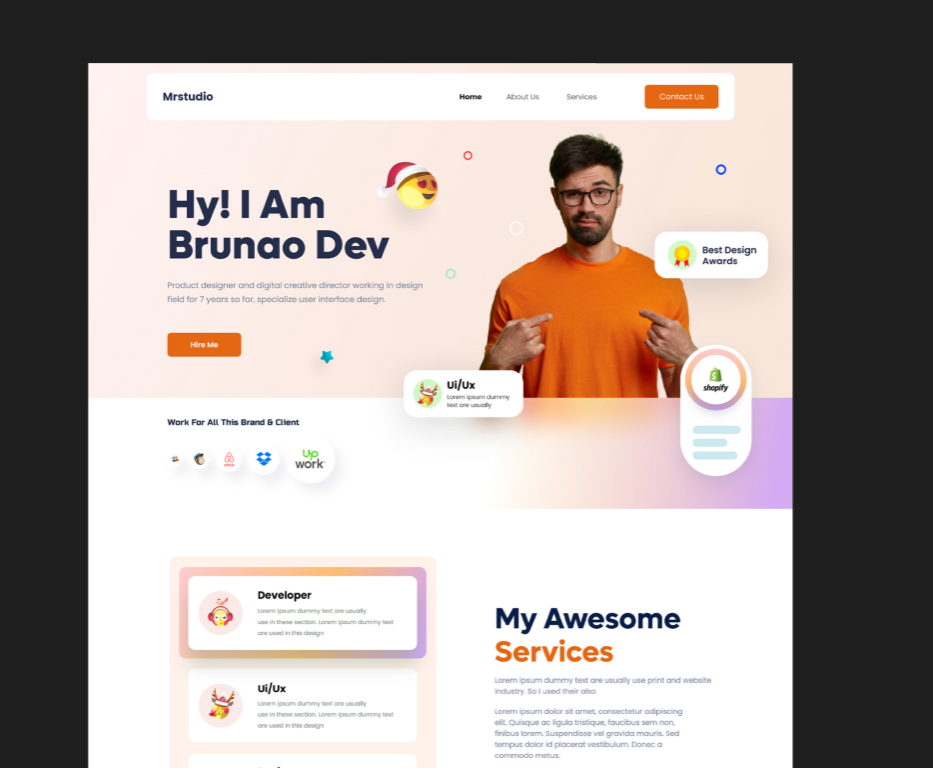 Mrstudio
Home
About Us
Services
Contact Us
Hy! I Am
Brunao Dev
Product designer and digital creative director working in design
field for 7 years so far, specialize user interface design.
Hire Me
Best Design
Awards
Ui/Ux
Lorem ipsum dummy
text are usually
shopify
Work For All This Brand & Client
airbnb
Up
work
Developer
Lorem ipsum dummy text are usually
use in these section. Lorem ipsum dummy text
are used in this design
Ui/Ux
Lorem ipsum dummy text are usually
use in these section. Lorem ipsum dummy text
are used in this design
My Awesome
Services
Lorem ipsum dummy text are usually use print and website
industry. So I used their also
Lorem ipsum dolor sit amet, consectetur adipiscing
elit. Quisque ac ligula tristique, faucibus sem non,
finibus lorem. Suspendisse vel gravida mauris. Sed
tempus dolor id placerat vestibulum. Donec a
commodo metus.